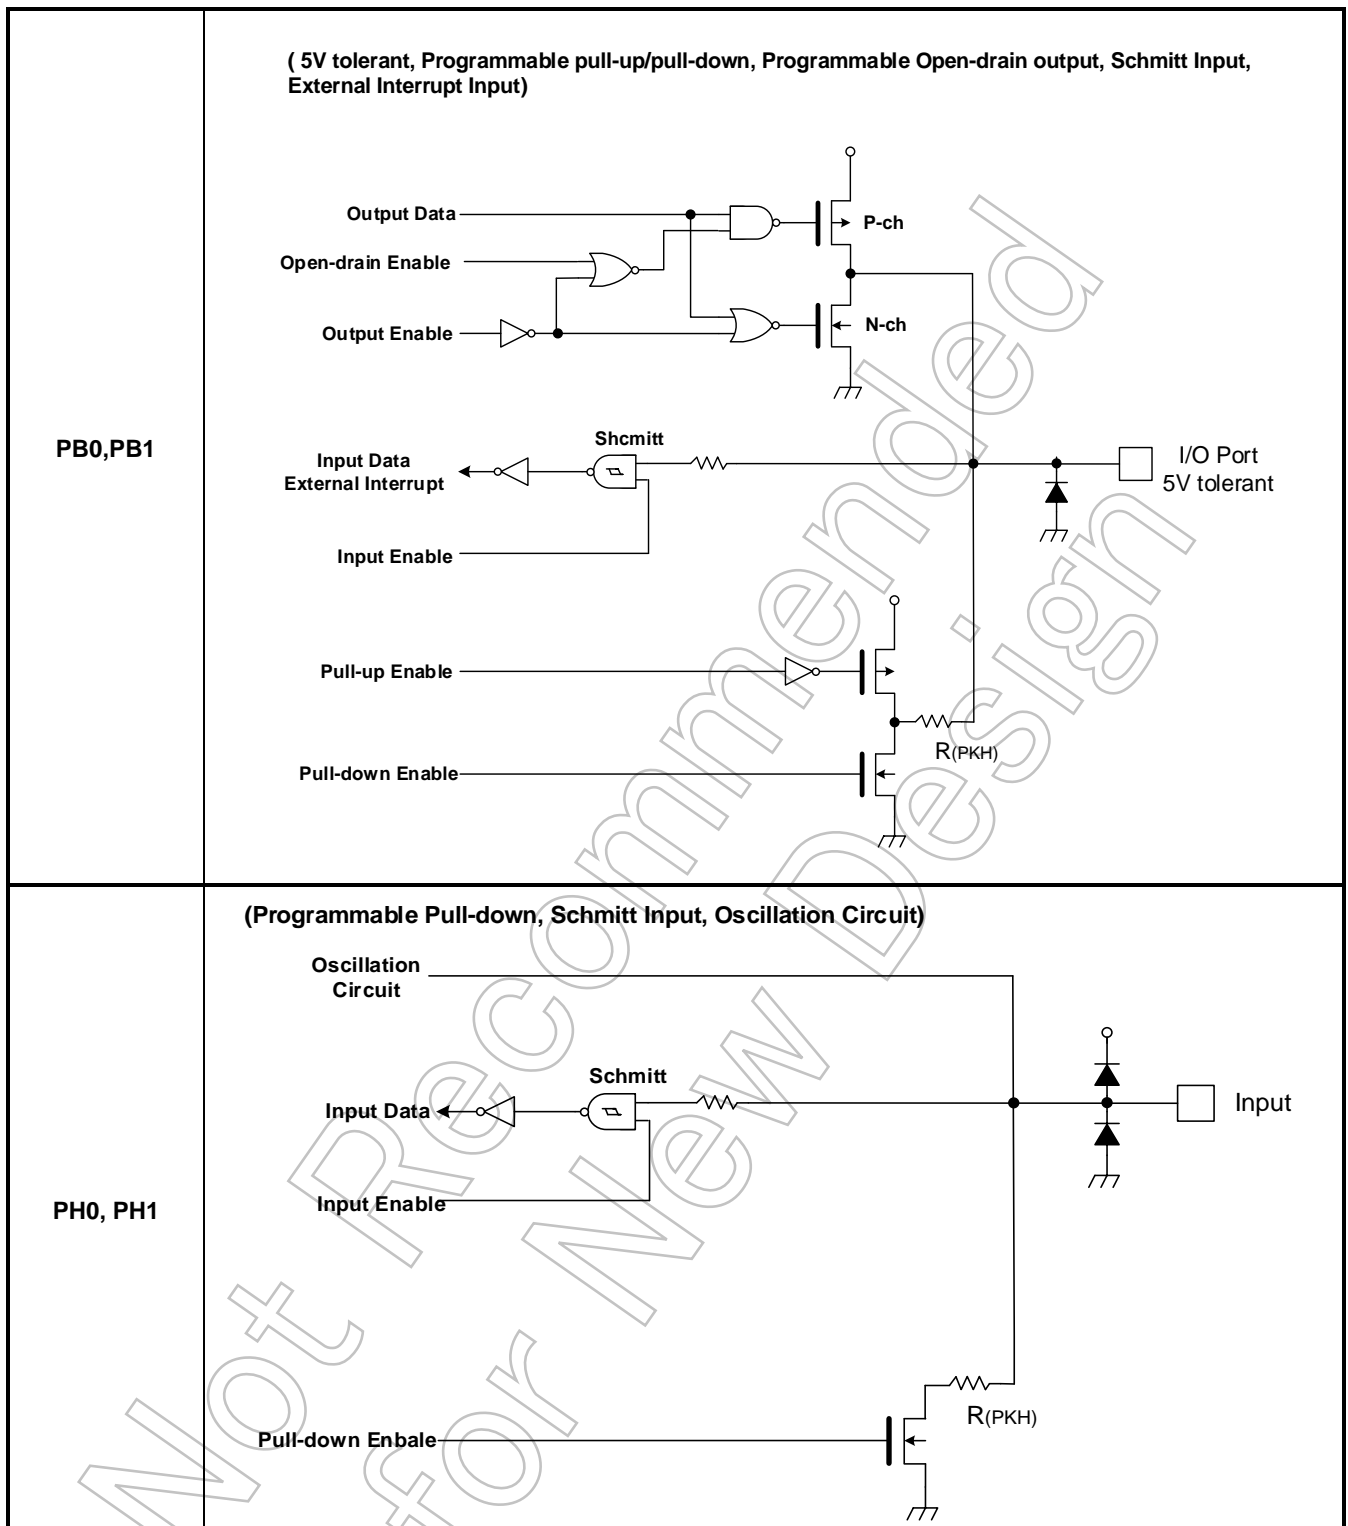 ( 5V tolerant, Programmable pull-up/pull-down, Programmable Open-drain output, Schmitt Input,
External Interrupt Input)
Output Data
P-ch
Open-drain Enable
Output Enable
N-ch
PB0,PB1
Shcmitt
Input Data
External Interrupt
I/O Port
5V tolerant
Input Enable
Pull-up Enable
R(PKH)
Pull-down Enable
(Programmable Pull-down, Schmitt Input, Oscillation Circuit)
Oscillation
Circuit
Schmitt
Input Data
Input
Input Enable
PH0, PH1
R(PKH)
Pull-down Enbale
Not Recommended
for New Design